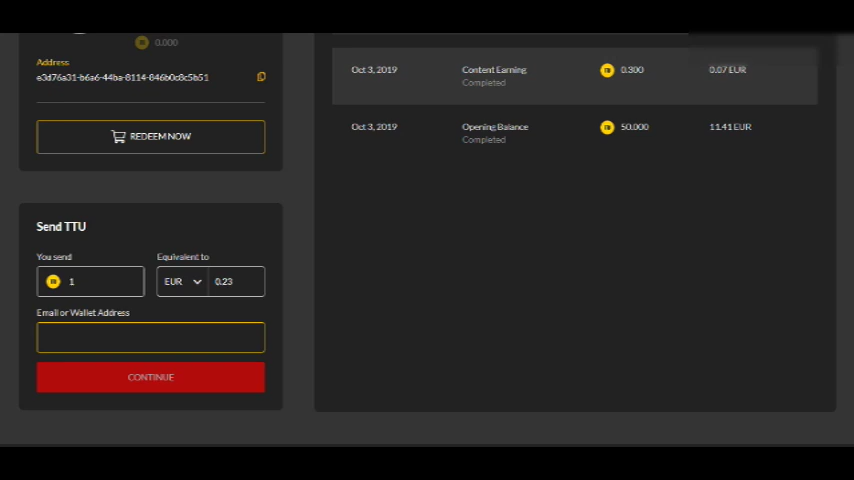 0.000
Address
e3d76a31-b6a6-44ba-8114-846b0c8c5b51
REDEEM NOW
Send TTU
You send
Equivalent to
1
EUR
0.23
Email or Wallet Address
CONTINUE
Oct 3, 2019
Content Earning
0.300
0.07 EUR
Completed
Oct 3, 2019
Opening Balance
50.000
11.41 EUR
Completed